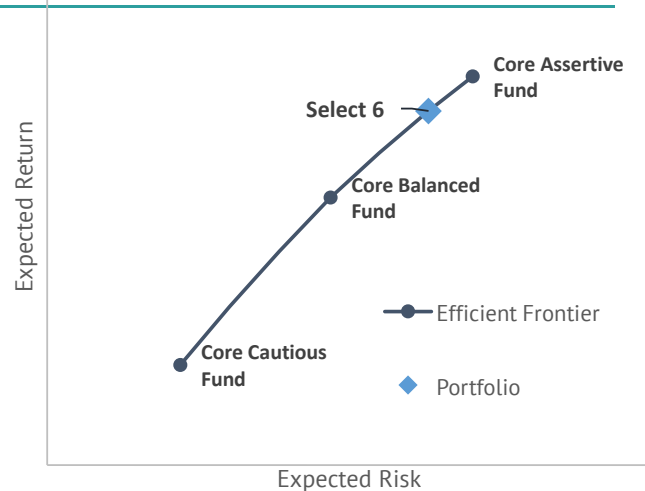 Core Assertive
Fund
Select 6
Core Balanced
Fund
Expected Return
Efficient Frontier
Core Cautious
Fund
Portfolio
Expected Risk